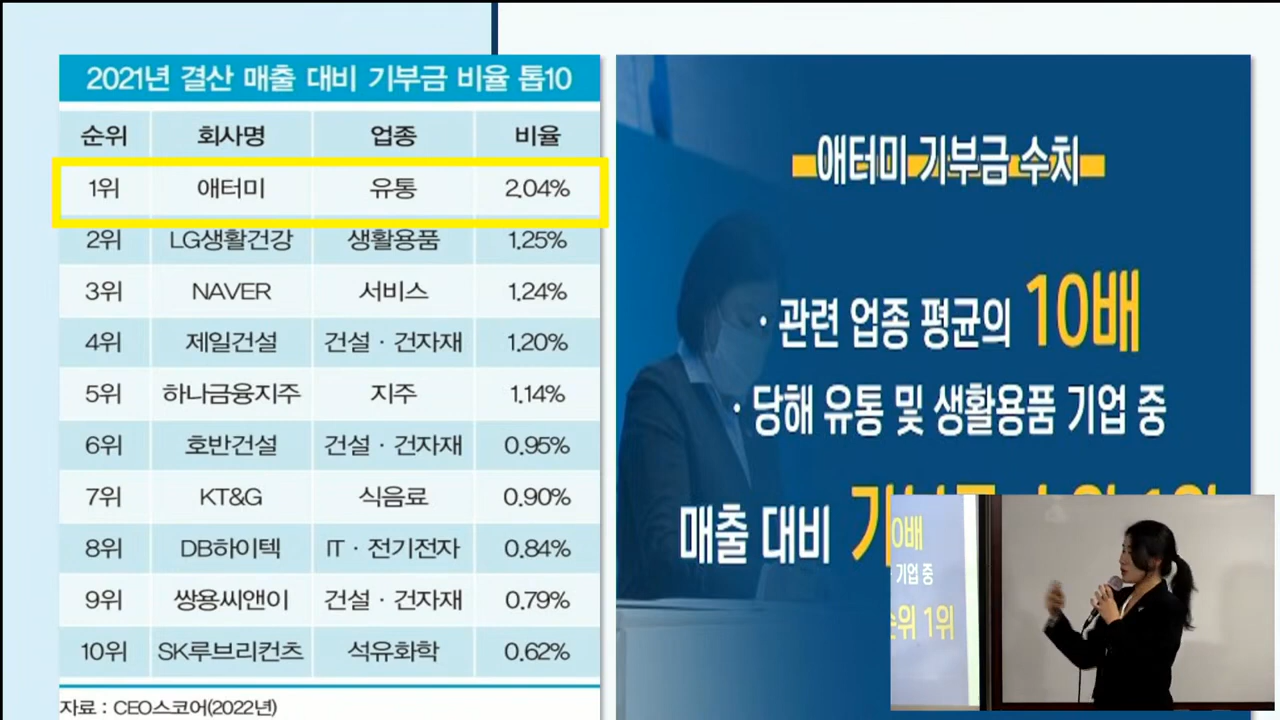 2021년 결산 매출 대비 기부금 비율 톱10
순위 회사명 업종 비율
1위 애터미 유통 2.04%
2위 LG생활건강 생활용품 1.25%
3위 NAVER 서비스 1.24%
4위 제일건설 건설·건자재 1.20%
5위 하나금융지주 지주 1.14%
6위 호반건설 건설·건자재 0.95%
7위 KT&G 식음료 0.90%
8위 DB하이텍 IT·전기전자 0.84%
9위 쌍용씨앤이 건설·건자재 0.79%
10위 SK루브리컨츠 석유화학 0.62%
자료 : CEO스코어(2022년)
애터미 기부금 수치
· 관련 업종 평균의 10배
· 당해 유통 및 생활용품 기업 중
매출 대비
0배
기업 중
순위 1위